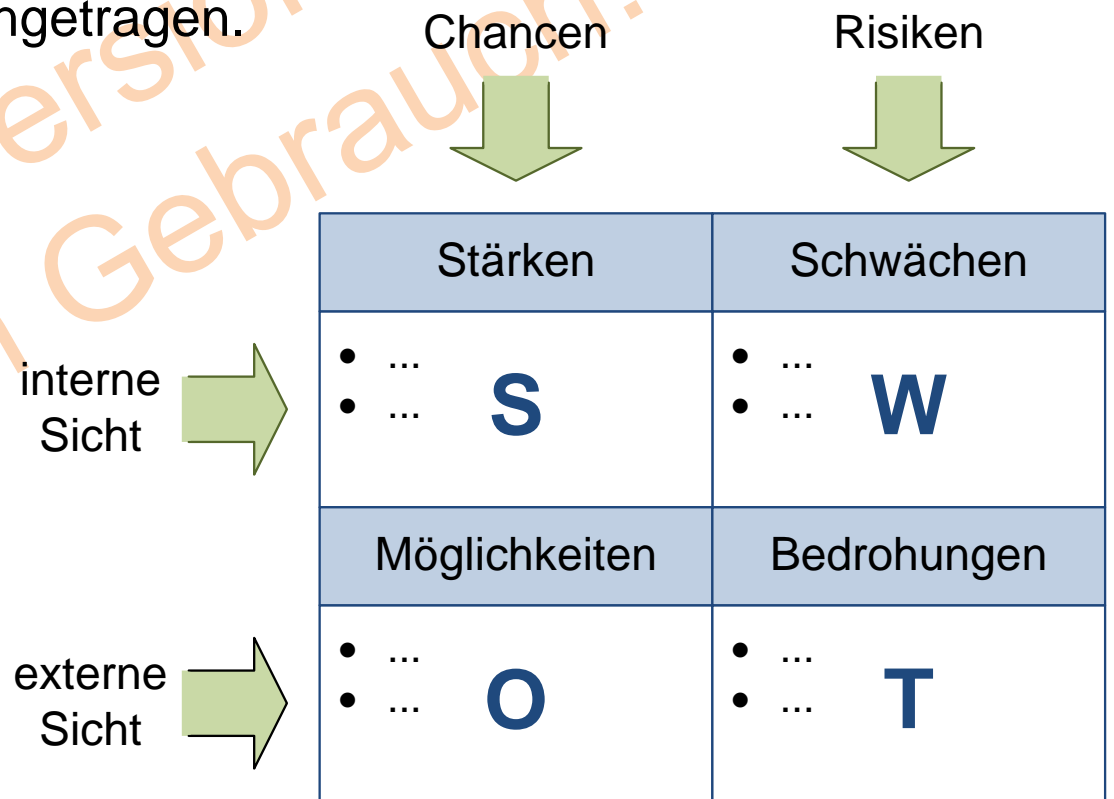 ngetragen.
Chancen Risiken
ersio
Gebrauch.
Stärken Schwächen
interne
Sicht
• ... • ...
• ... • ...
S W
Möglichkeiten Bedrohungen
externe
Sicht
• ... • ...
• ... • ...
O T